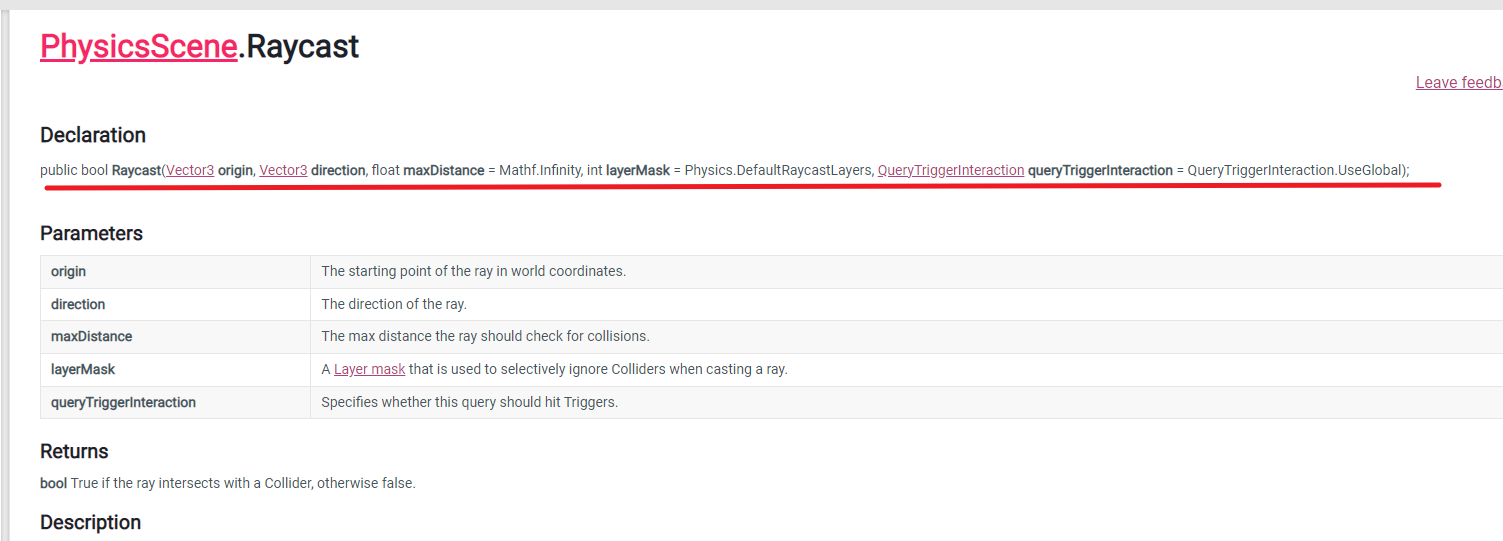 PhysicsScene.Raycast
Leave feedb
Declaration
public bool Raycast(Vector3 origin, Vector3 direction, float maxDistance = Mathf.Infinity, int layerMask = Physics.DefaultRaycastLayers, QueryTriggerInteraction queryTriggerInteraction = QueryTriggerInteraction.UseGlobal);
Parameters
origin The starting point of the ray in world coordinates.
direction The direction of the ray.
maxDistance The max distance the ray should check for collisions.
layerMask A Layer mask that is used to selectively ignore Colliders when casting a ray.
queryTriggerInteraction Specifies whether this query should hit Triggers.
Returns
bool True if the ray intersects with a Collider, otherwise false.
Description